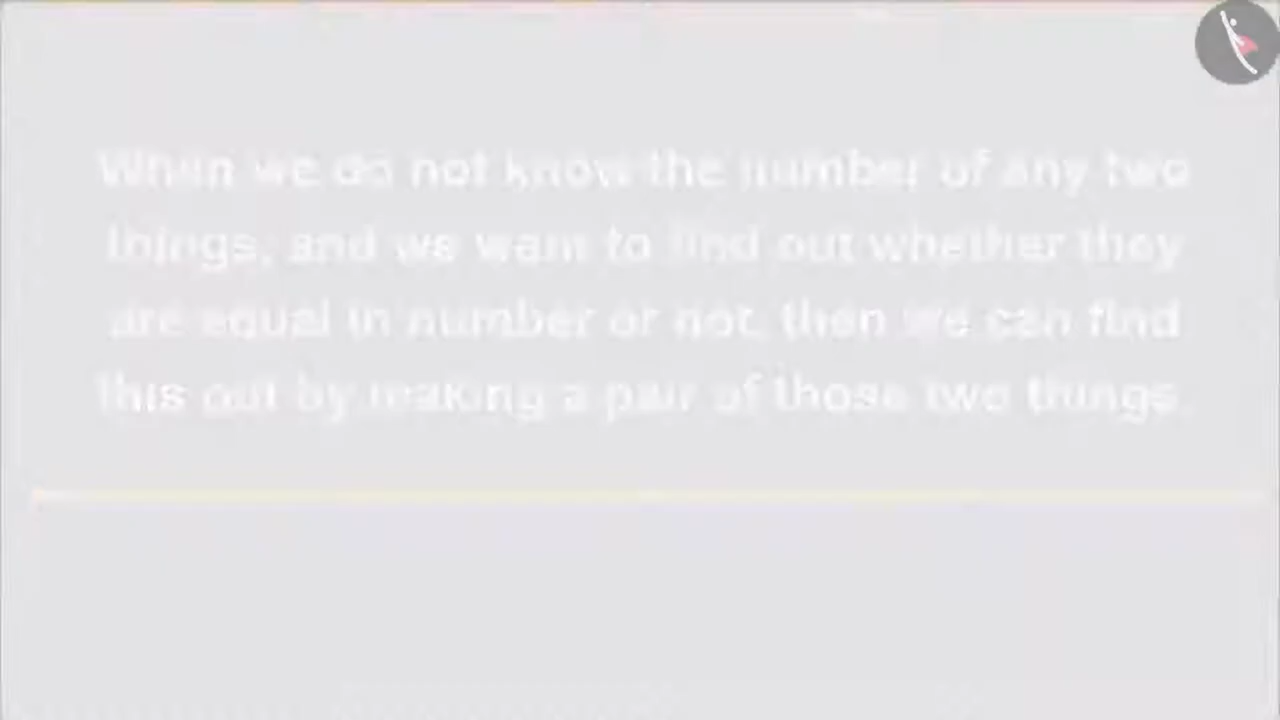 When we do not know the number of any two
things, and we want to find out whether they
are equal in number or not, then we can find
this out by making a pair of those two things.